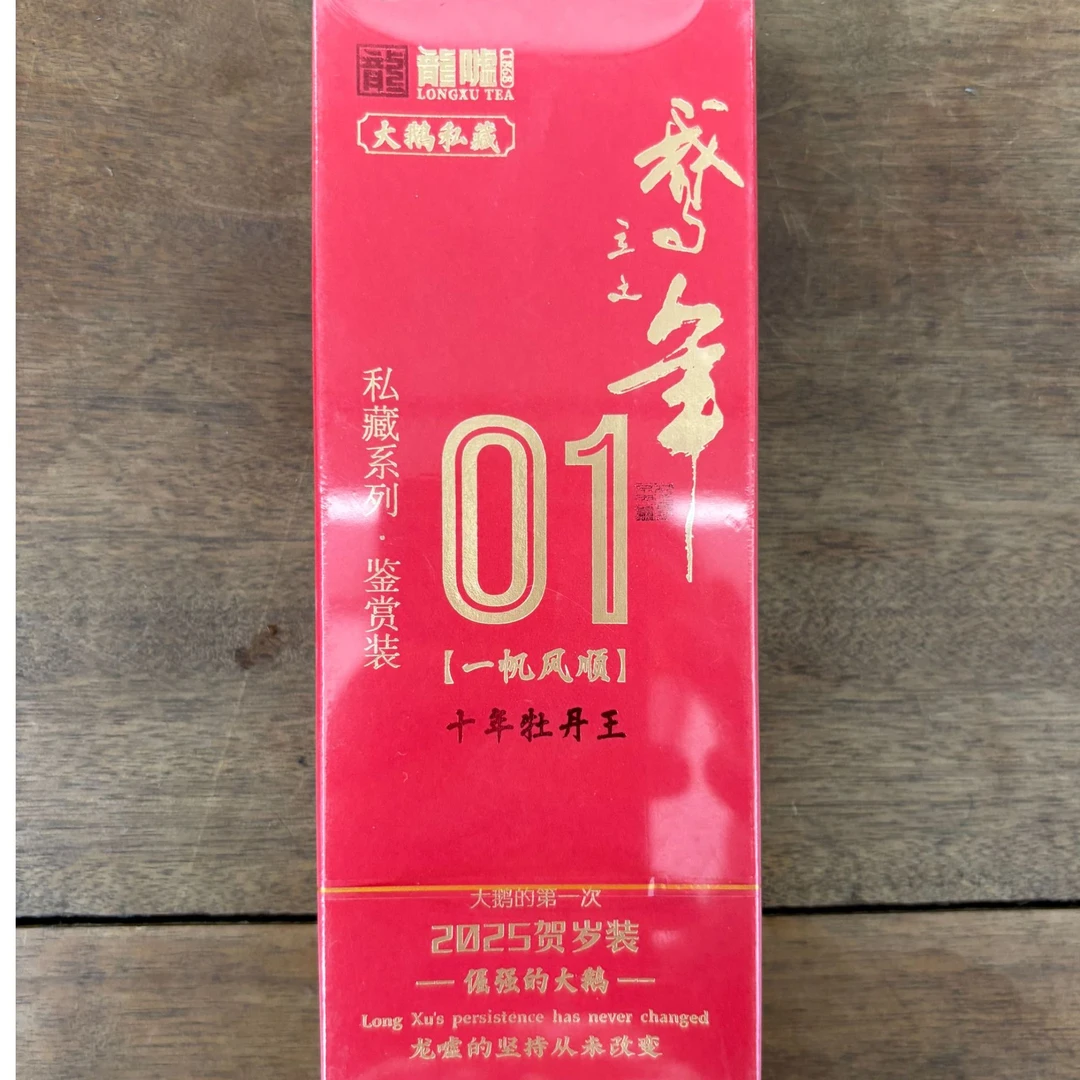 龍噓
LONGXU TEA
大鹅私藏
鹅年
私藏系列·鉴赏装
01
【一帆风顺】
十年牡丹王
大鹅的第一次
2025贺岁装
倔强的大鹅
Long Xu's persistence has never changed
龙嘘的坚持从未改变